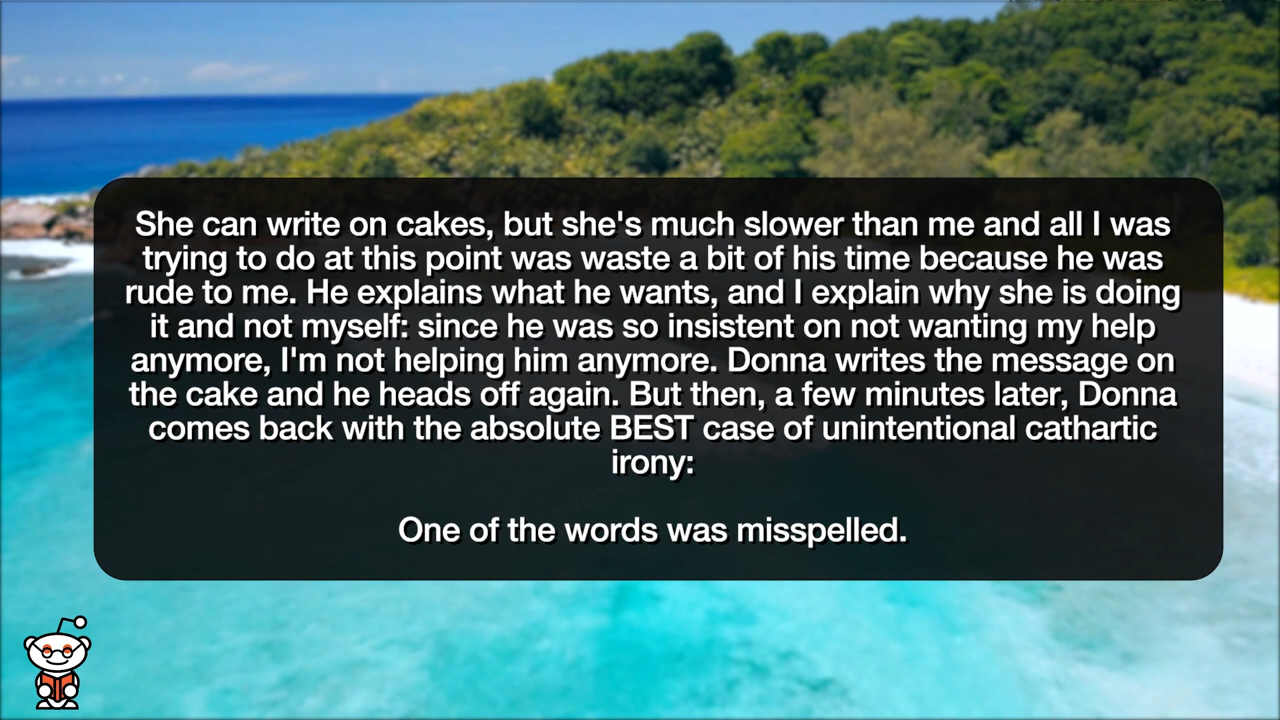 She can write on cakes, but she's much slower than me and all I was
trying to do at this point was waste a bit of his time because he was
rude to me. He explains what he wants, and I explain why she is doing
it and not myself: since he was so insistent on not wanting my help
anymore, I'm not helping him anymore. Donna writes the message on
the cake and he heads off again. But then, a few minutes later, Donna
comes back with the absolute BEST case of unintentional cathartic
irony:
One of the words was misspelled.